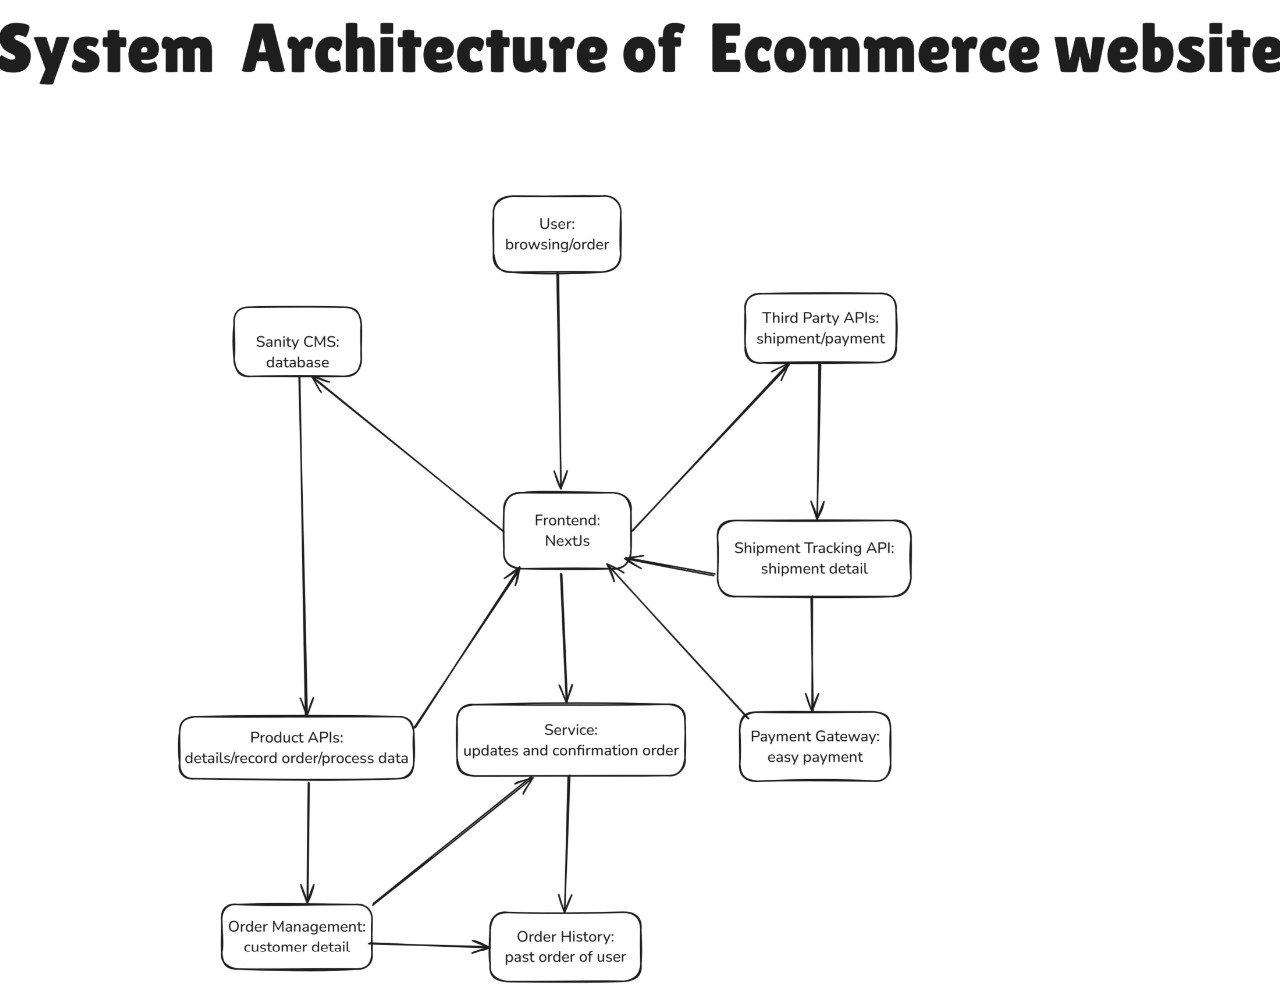 System Architecture of Ecommerce website
User:
browsing/order
Third Party APIs:
shipment/payment
Sanity CMS:
database
Frontend:
NextJs
Shipment Tracking API:
shipment detail
Product APIs:
details/record order/process data
Service:
updates and confirmation order
Payment Gateway:
easy payment
Order Management:
customer detail
Order History:
past order of user